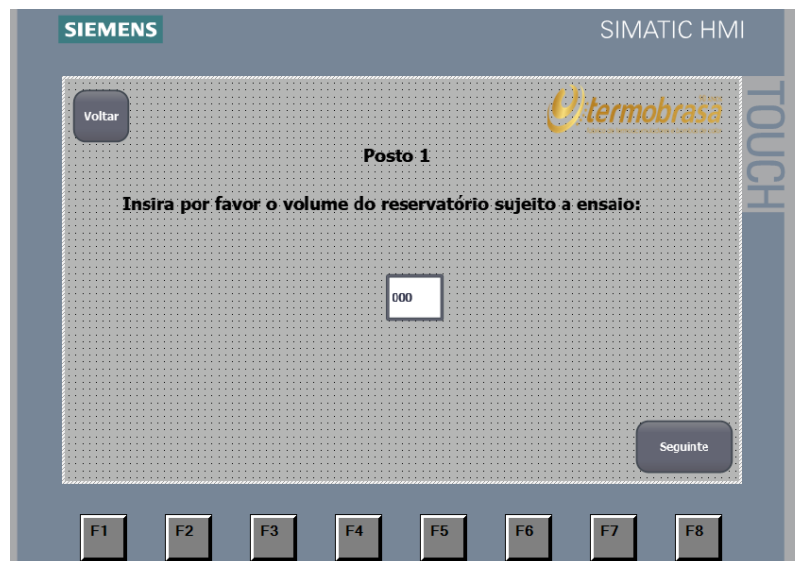 SIEMENS
SIMATIC HMI
TOUCH
Voltar
termobrasa
Posto 1
Insira por favor o volume do reservatório sujeito a ensaio:
000
Seguinte
F1 F2 F3 F4 F5 F6 F7 F8